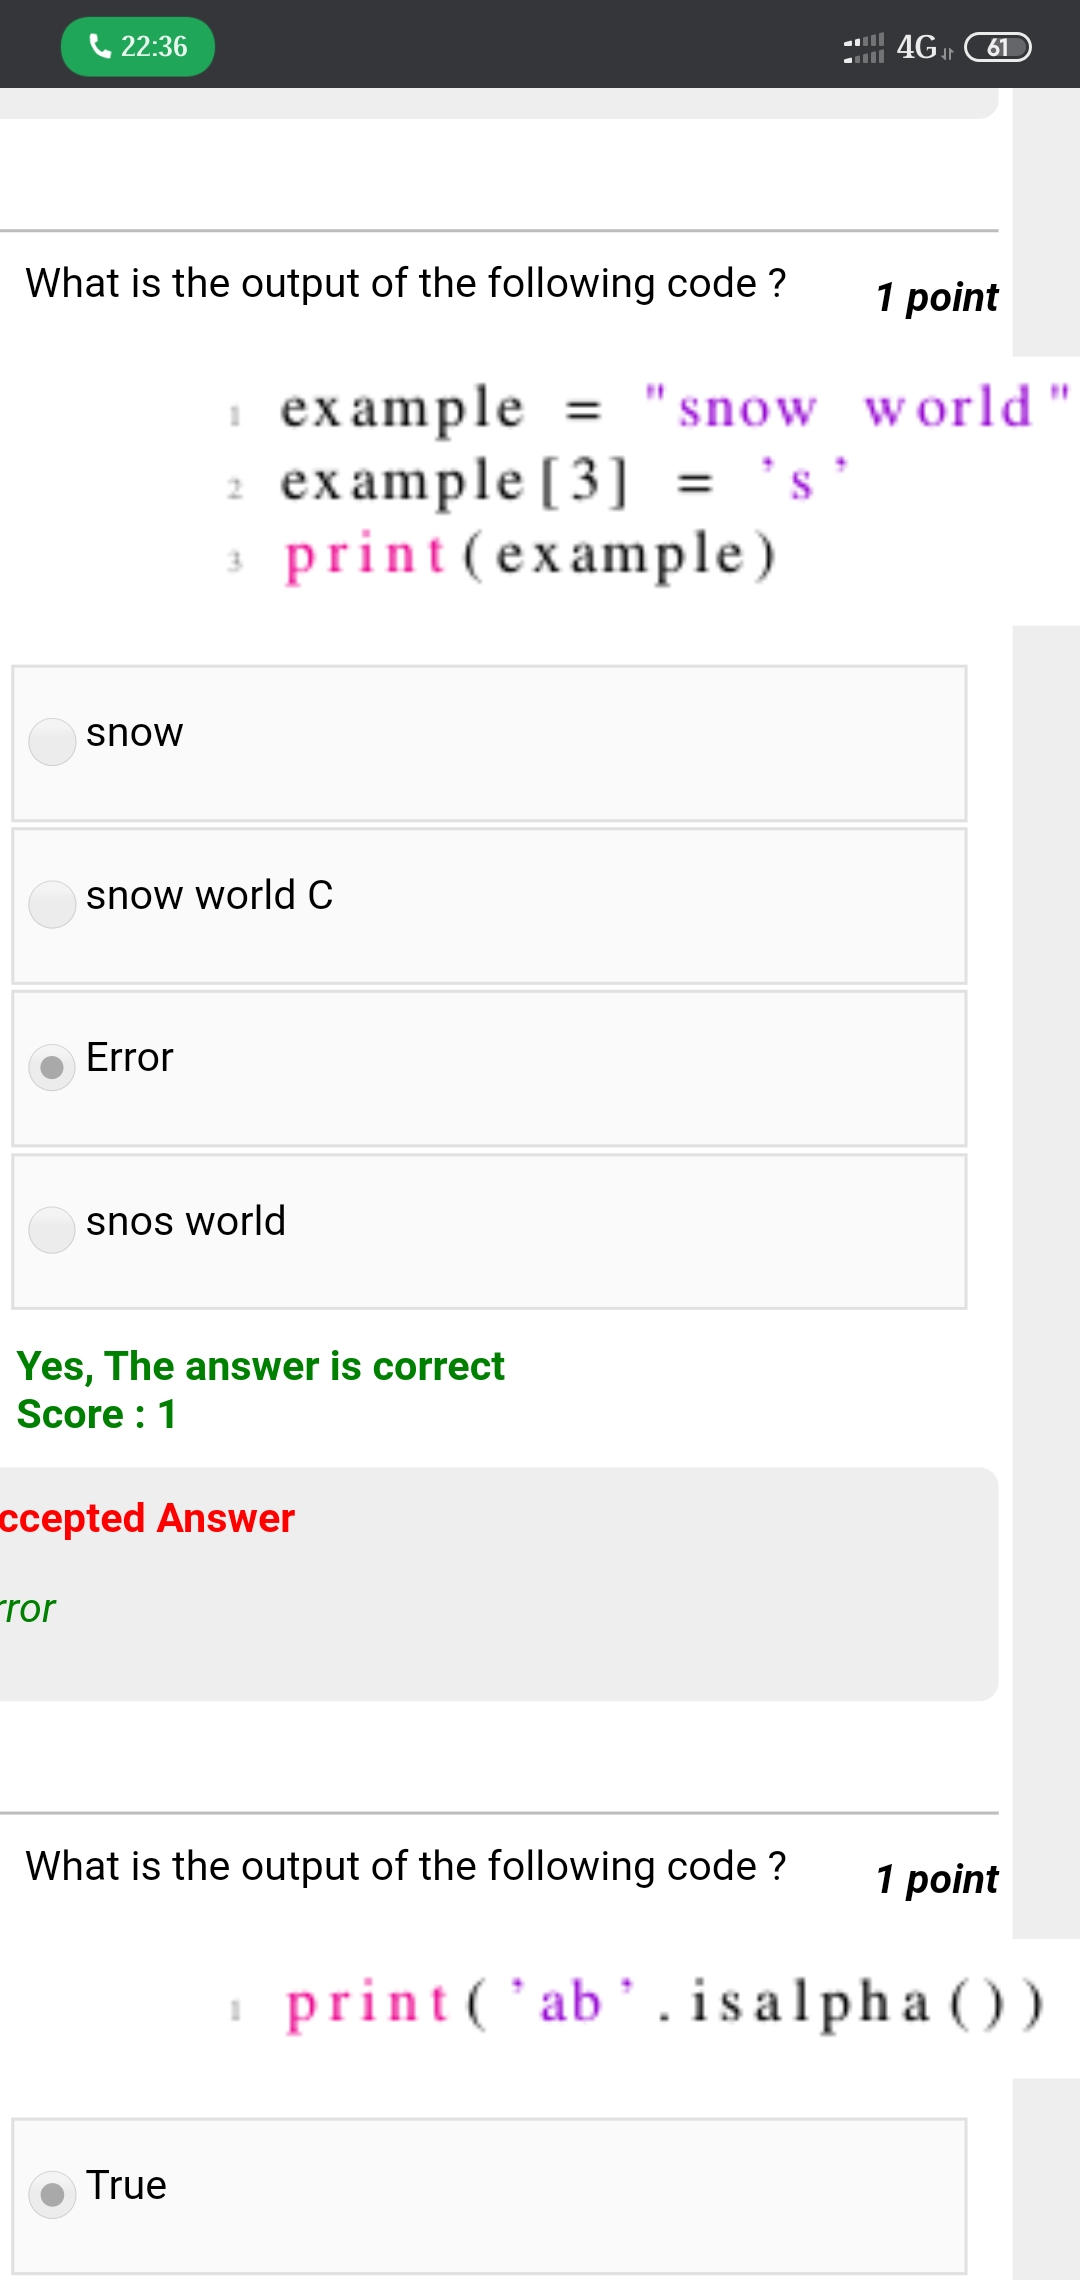 22:36 4G 61
What is the output of the following code ?
1 point
1 example = "snow world"
2 example[3] = 's'
3 print(example)
snow
snow world C
Error
snos world
Yes, The answer is correct
Score : 1
ccepted Answer
rror
What is the output of the following code ?
1 point
1 print('ab'.isalpha())
True